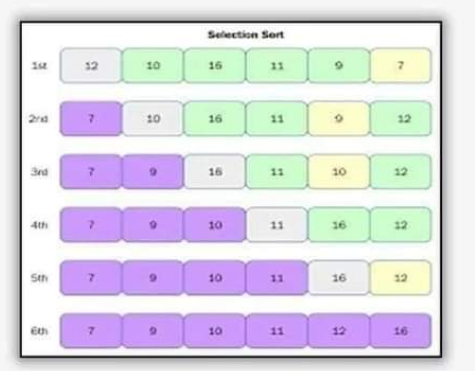 Selection Sort
1st 12 10 16 11 9 7
2nd 7 10 16 11 9 12
3rd 7 9 16 11 10 12
4th 7 9 10 11 16 12
5th 7 9 10 11 16 12
6th 7 9 10 11 12 16